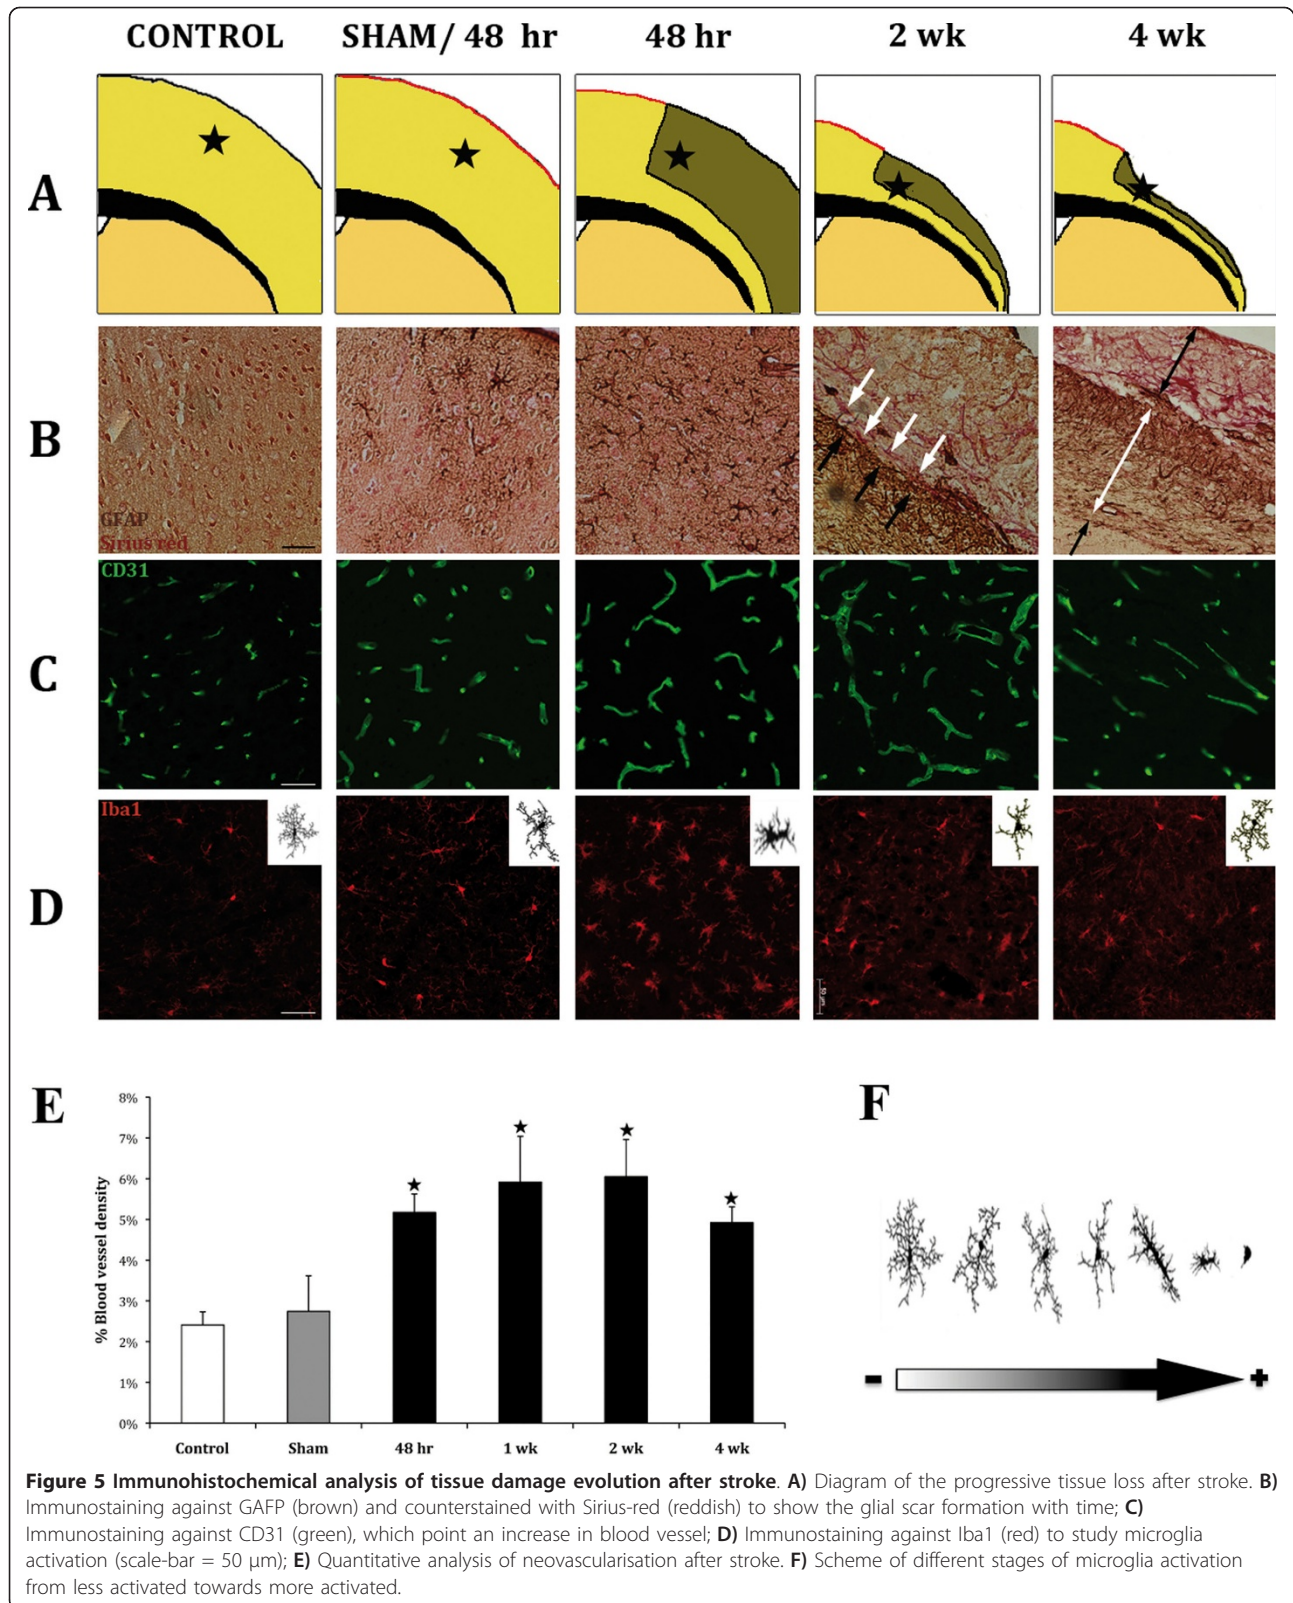 CONTROL SHAM/ 48 hr 48 hr 2 wk 4 wk
A
B
GFAP
Sirius red
CD31
C
Iba1
D
50 µm
E
F
8%
7%
6%
5%
4%
3%
2%
1%
0%
% Blood vessel density
Control Sham 48 hr 1 wk 2 wk 4 wk
- +
Figure 5 Immunohistochemical analysis of tissue damage evolution after stroke. A) Diagram of the progressive tissue loss after stroke. B)
Immunostaining against GAFP (brown) and counterstained with Sirius-red (reddish) to show the glial scar formation with time; C)
Immunostaining against CD31 (green), which point an increase in blood vessel; D) Immunostaining against Iba1 (red) to study microglia
activation (scale-bar = 50 μm); E) Quantitative analysis of neovascularisation after stroke. F) Scheme of different stages of microglia activation
from less activated towards more activated.